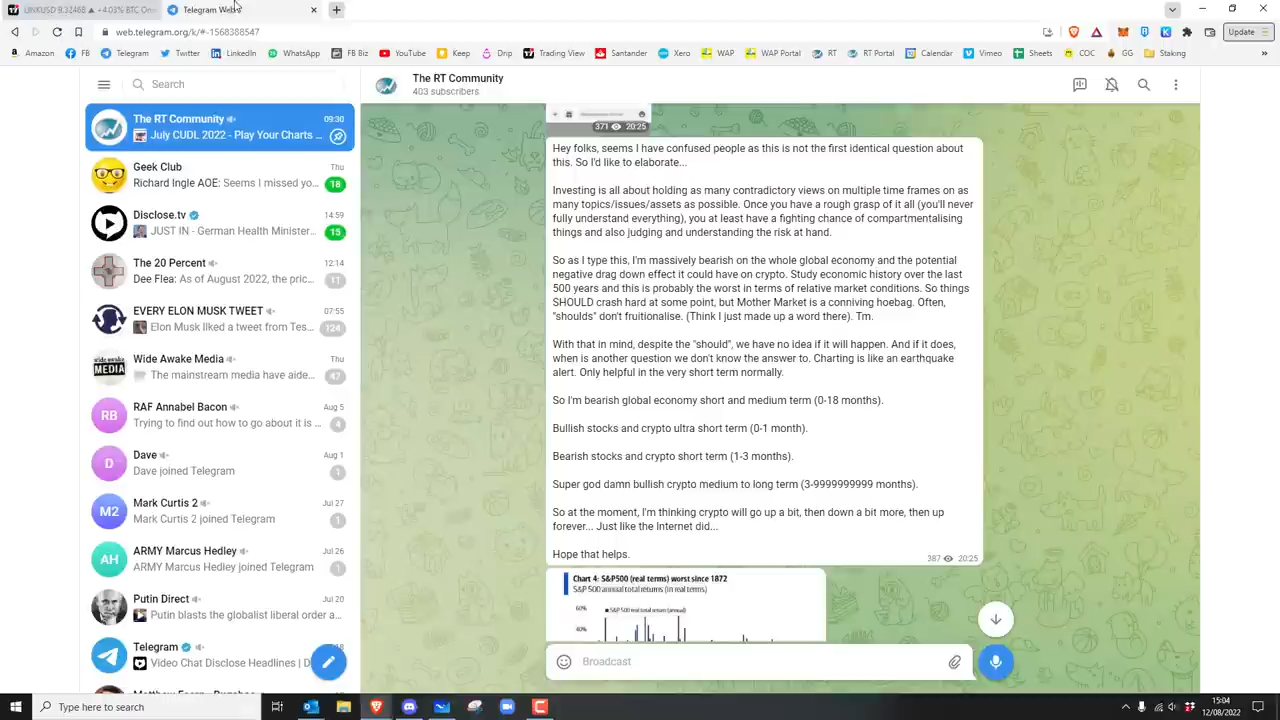 LINKUSD 9.32468 ▲ +4.03% BTC
Telegram Web
web.telegram.org/k/#-1568388547
Update
Amazon FB Telegram Twitter LinkedIn WhatsApp FB Biz YouTube Keep Drip Trading View Santander Xero WAP WAP Portal RT RT Portal Calendar Vimeo Sheets COC GG Staking »
Search
The RT Community
403 subscribers
The RT Community 09:30
July CUDL 2022 - Play Your Charts ...
Geek Club Thu
Richard Ingle AOE: Seems I missed yo... 18
Disclose.tv 14:59
JUST IN - German Health Minister... 15
The 20 Percent 12:14
Dee Flea: As of August 2022, the pric... 11
EVERY ELON MUSK TWEET 07:55
Elon Musk liked a tweet from Tes... 124
Wide Awake Media Thu
The mainstream media have aide... 47
RB RAF Annabel Bacon Aug 5
Trying to find out how to go about it is ... 4
D Dave Aug 1
Dave joined Telegram 1
M2 Mark Curtis 2 Jul 27
Mark Curtis 2 joined Telegram 1
AH ARMY Marcus Hedley Jul 26
ARMY Marcus Hedley joined Telegram 1
Putin Direct Jul 20
Putin blasts the globalist liberal order a...
Telegram
Video Chat Disclose Headlines | D
371 20:25
Hey folks, seems I have confused people as this is not the first identical question about
this. So I'd like to elaborate...
Investing is all about holding as many contradictory views on multiple time frames on as
many topics/issues/assets as possible. Once you have a rough grasp of it all (you'll never
fully understand everything), you at least have a fighting chance of compartmentalising
things and also judging and understanding the risk at hand.
So as I type this, I'm massively bearish on the whole global economy and the potential
negative drag down effect it could have on crypto. Study economic history over the last
500 years and this is probably the worst in terms of relative market conditions. So things
SHOULD crash hard at some point, but Mother Market is a conniving hoebag. Often,
"shoulds" don't fruitionalise. (Think I just made up a word there). Tm.
With that in mind, despite the "should", we have no idea if it will happen. And if it does,
when is another question we don't know the answer to. Charting is like an earthquake
alert. Only helpful in the very short term normally.
So I'm bearish global economy short and medium term (0-18 months).
Bullish stocks and crypto ultra short term (0-1 month).
Bearish stocks and crypto short term (1-3 months).
Super god damn bullish crypto medium to long term (3-9999999999 months).
So at the moment, I'm thinking crypto will go up a bit, then down a bit more, then up
forever... Just like the Internet did...
Hope that helps.
387 20:25
Chart 4: S&P500 (real terms) worst since 1872
S&P 500 annual total returns (in real terms)
60% S&P 500 real total return (annual)
40%
Broadcast
Type here to search
15:04
12/08/2022